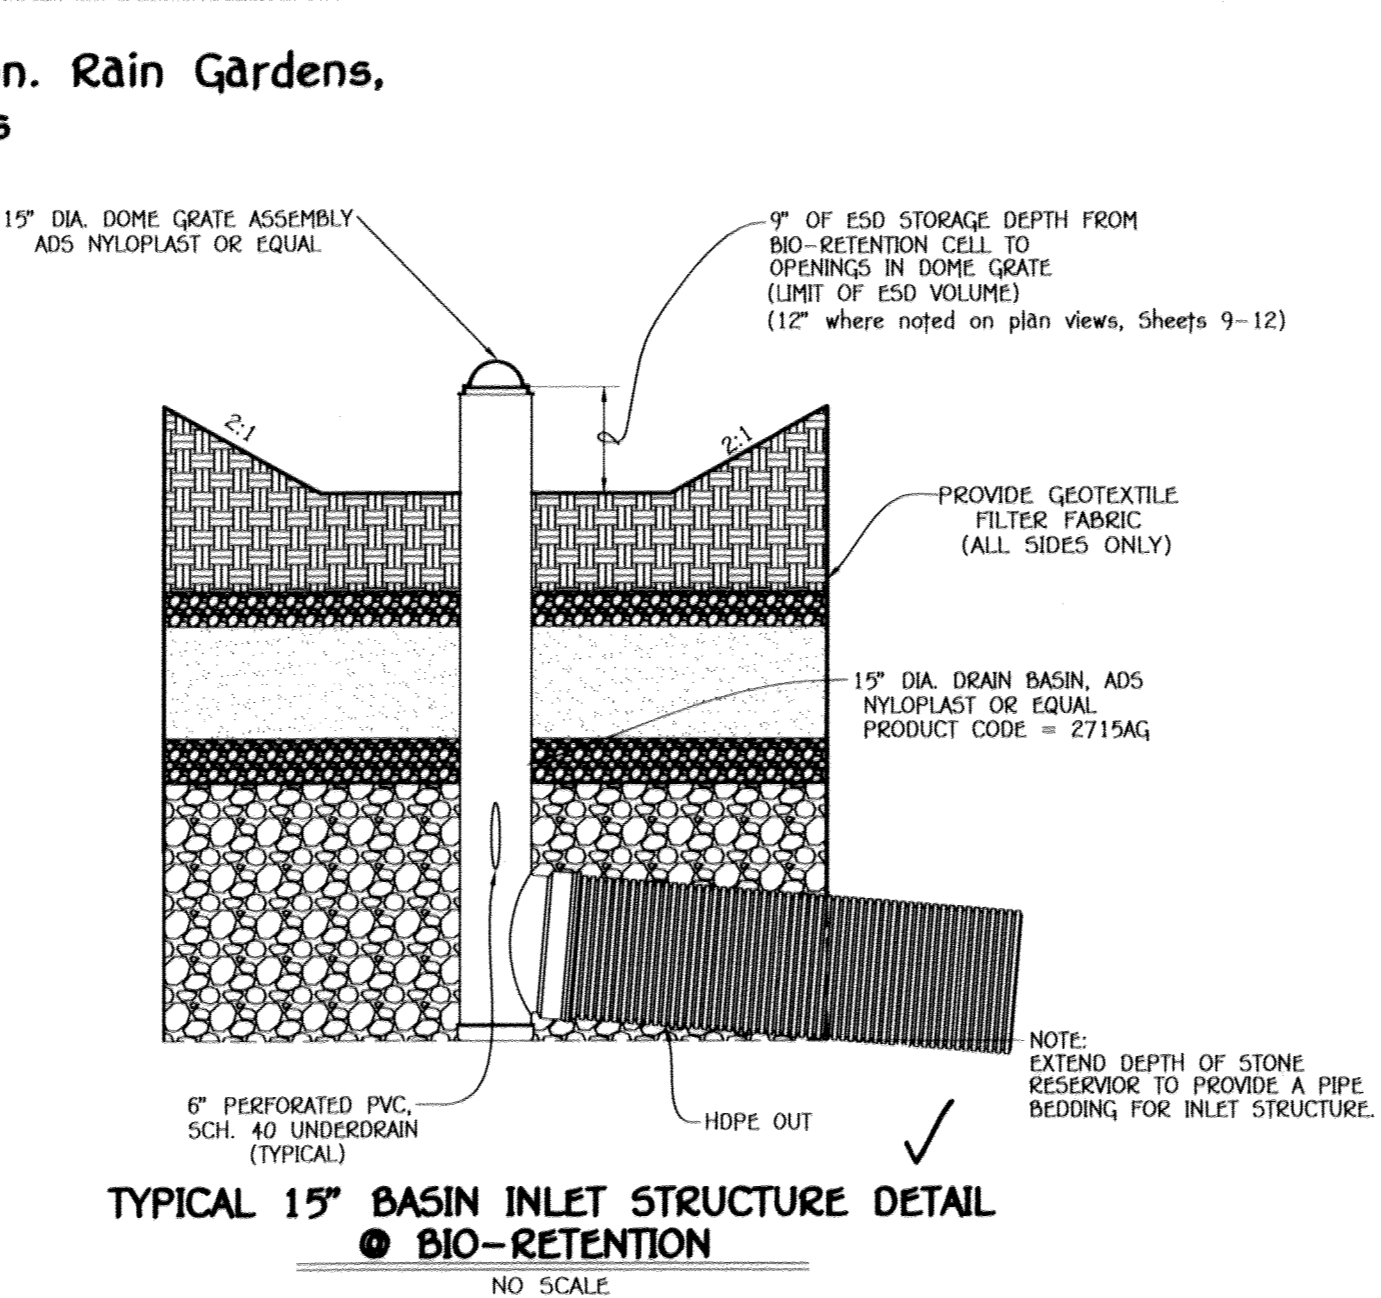 n. Rain Gardens,
s
15" DIA. DOME GRATE ASSEMBLY
ADS NYLOPLAST OR EQUAL
9" OF ESD STORAGE DEPTH FROM
BIO-RETENTION CELL TO
OPENINGS IN DOME GRATE
(LIMIT OF ESD VOLUME)
(12" where noted on plan views, Sheets 9-12)
2:1
2:1
PROVIDE GEOTEXTILE
FILTER FABRIC
(ALL SIDES ONLY)
15" DIA. DRAIN BASIN, ADS
NYLOPLAST OR EQUAL
PRODUCT CODE = 2715AG
NOTE:
EXTEND DEPTH OF STONE
RESERVIOR TO PROVIDE A PIPE
BEDDING FOR INLET STRUCTURE.
6" PERFORATED PVC,
SCH. 40 UNDERDRAIN
(TYPICAL)
HDPE OUT
TYPICAL 15" BASIN INLET STRUCTURE DETAIL
@ BIO-RETENTION
NO SCALE